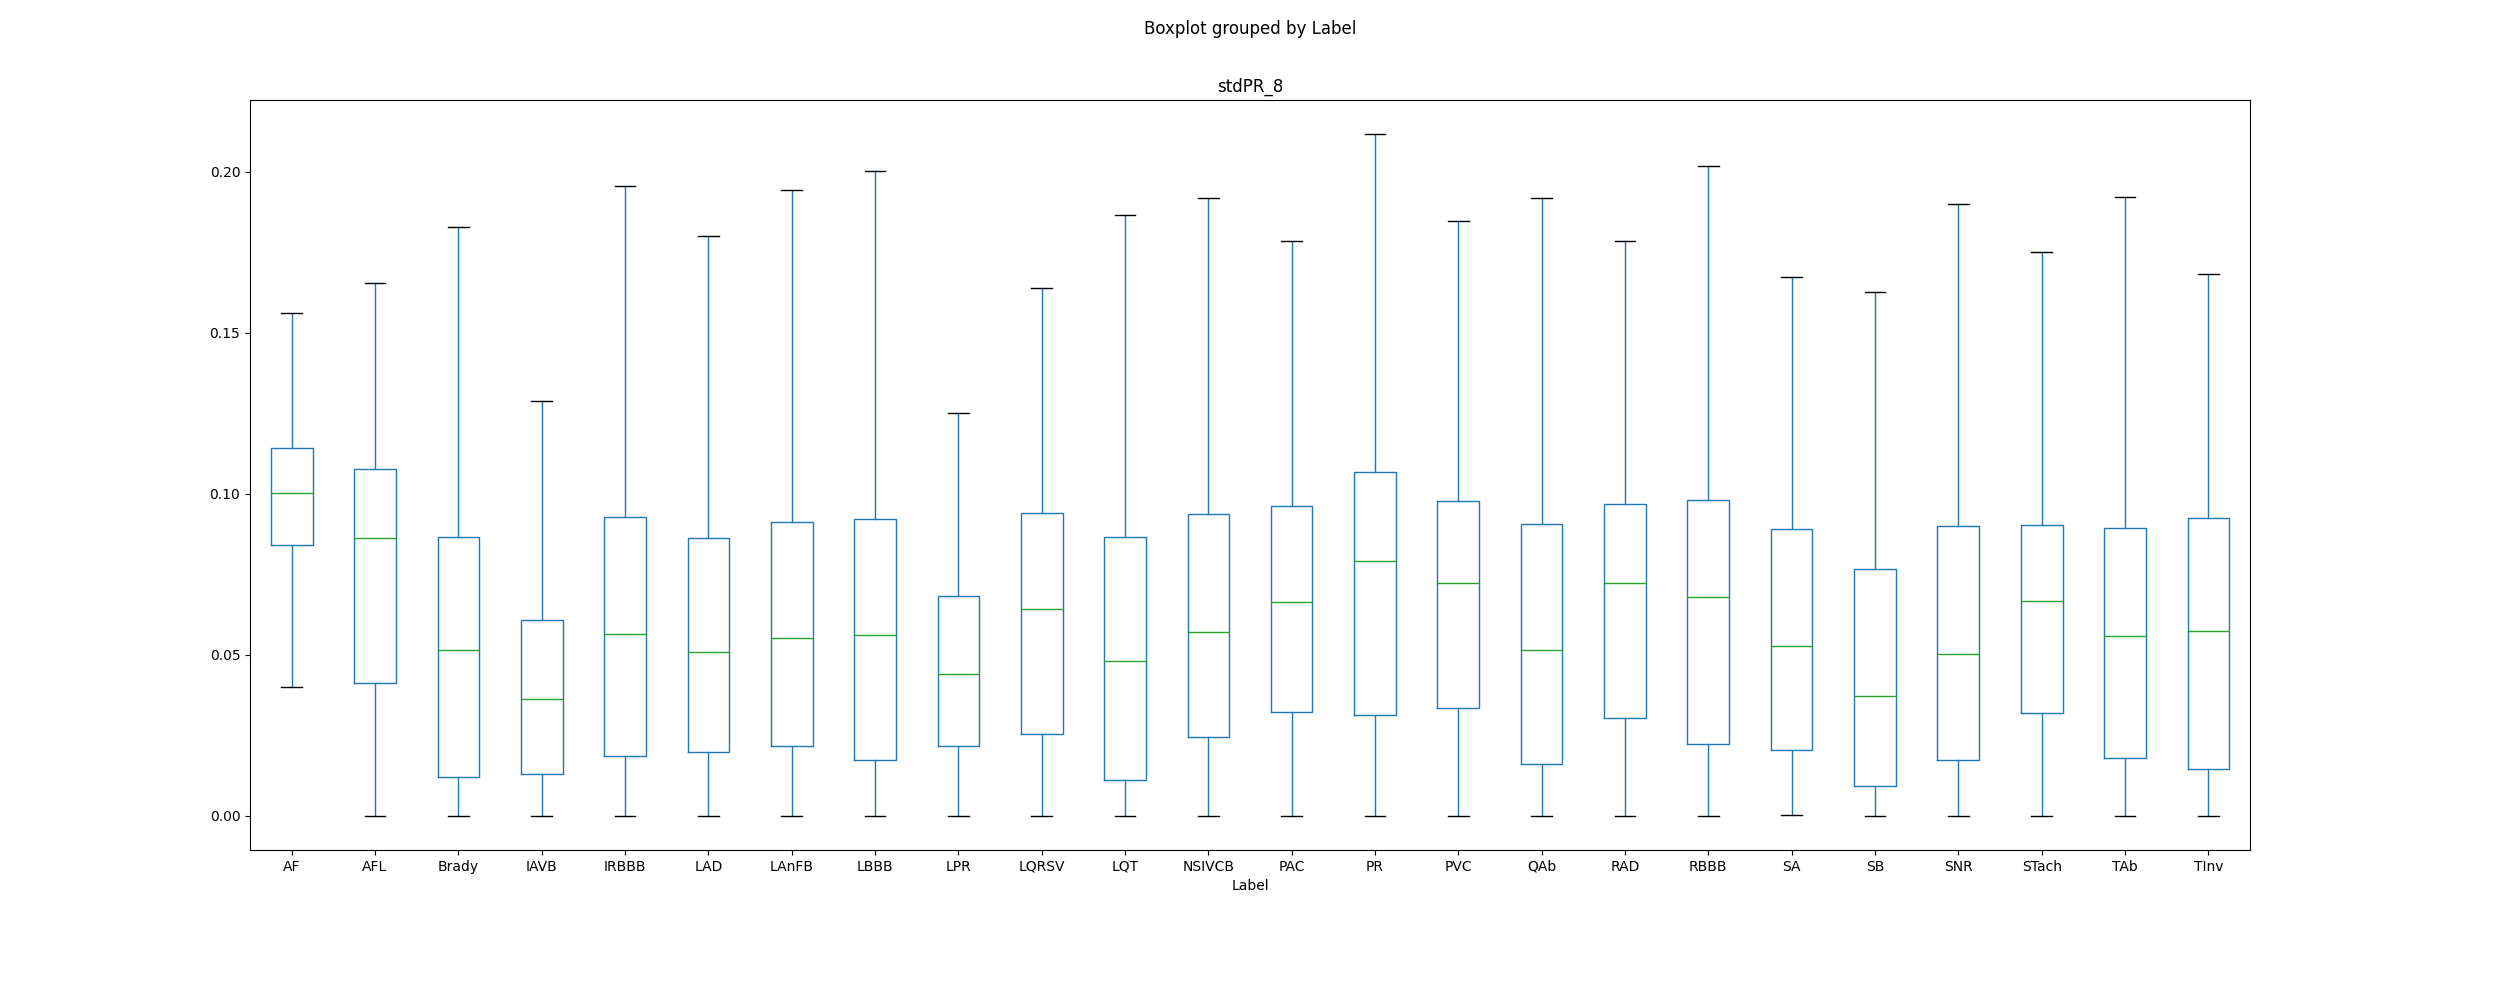 Boxplot grouped by Label
stdPR_8
0.20
0.15
0.10
0.05
0.00
AF AFL Brady IAVB IRBBB LAD LAnFB LBBB LPR LQRSV LQT NSIVCB PAC PR PVC QAb RAD RBBB SA SB SNR STach TAb TInv
Label